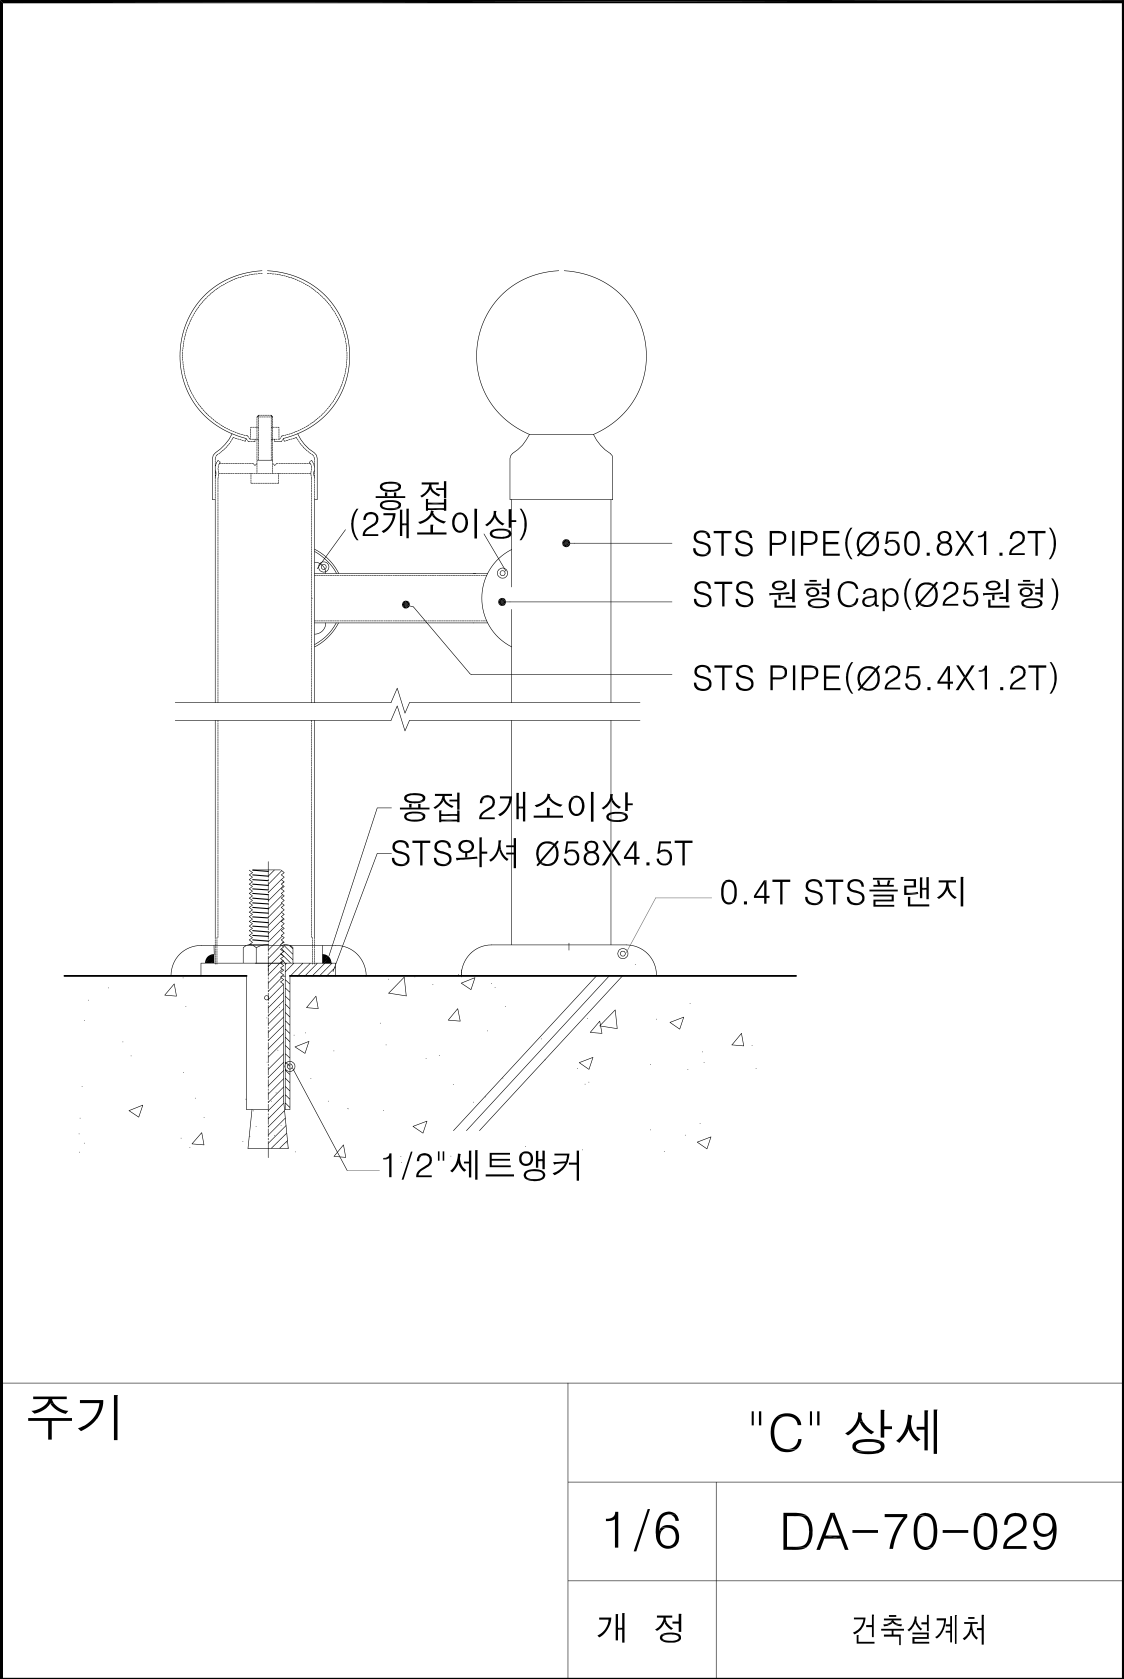 용 접
(2개소이상)
STS PIPE(Ø50.8X1.2T)
STS 원형Cap(Ø25원형)
STS PIPE(Ø25.4X1.2T)
용접 2개소이상
STS와셔 Ø58X4.5T
0.4T STS플랜지
1/2"세트앵커
주기
"C" 상세
1/6
DA-70-029
개 정
건축설계처